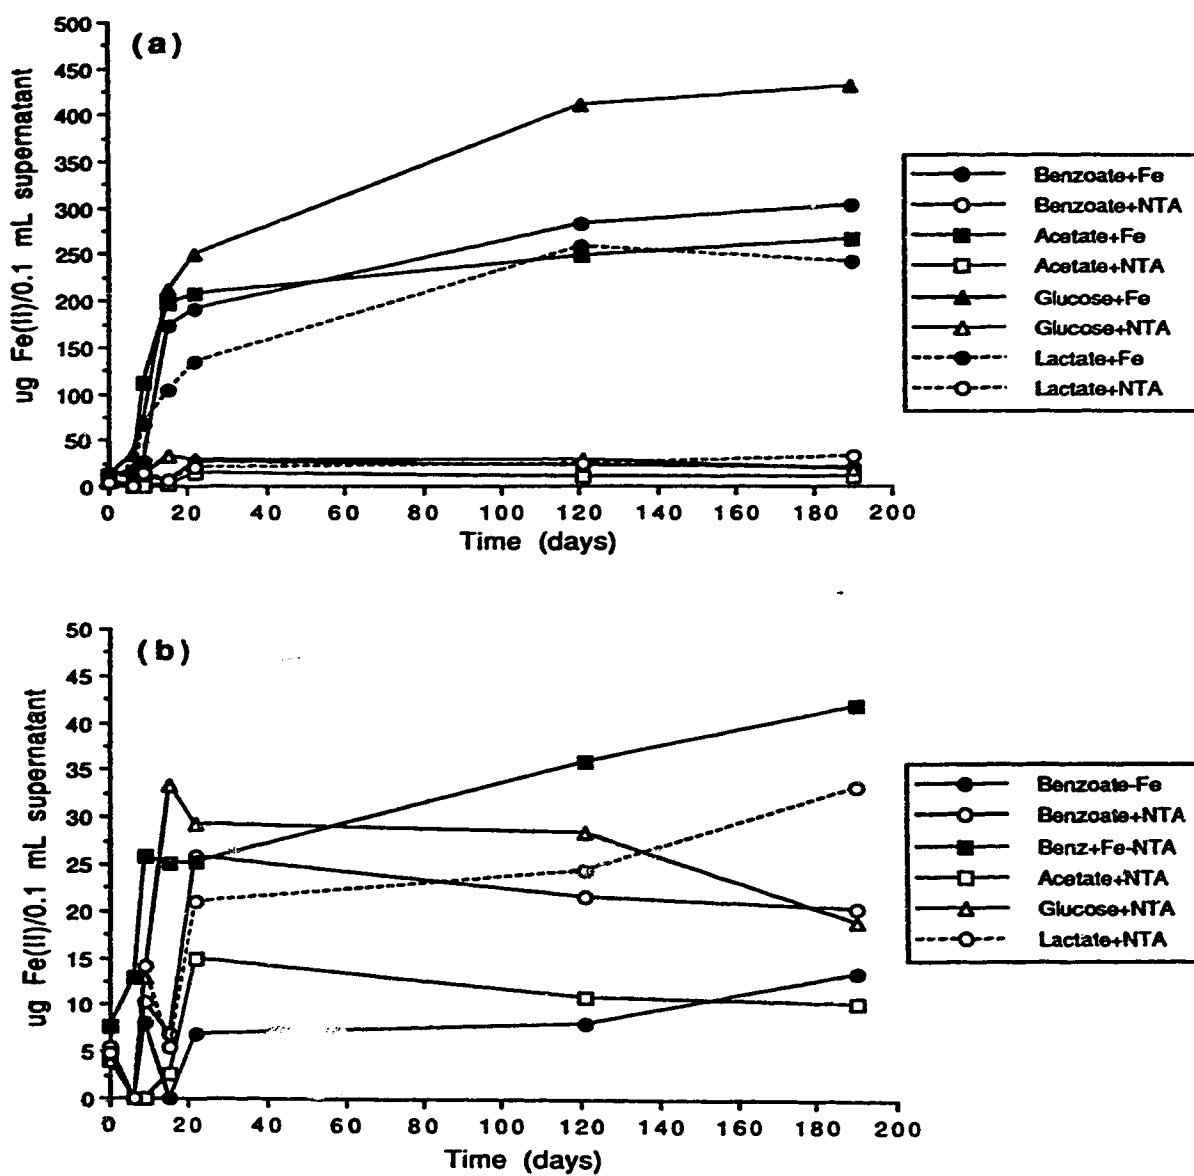 (a)
ug Fe(II)/0.1 mL supernatant
500
450
400
350
300
250
200
150
100
50
0
0 20 40 60 80 100 120 140 160 180 200
Time (days)
Benzoate+Fe
Benzoate+NTA
Acetate+Fe
Acetate+NTA
Glucose+Fe
Glucose+NTA
Lactate+Fe
Lactate+NTA
(b)
ug Fe(II)/0.1 mL supernatant
50
45
40
35
30
25
20
15
10
5
0
0 20 40 60 80 100 120 140 160 180 200
Time (days)
Benzoate-Fe
Benzoate+NTA
Benz+Fe-NTA
Acetate+NTA
Glucose+NTA
Lactate+NTA